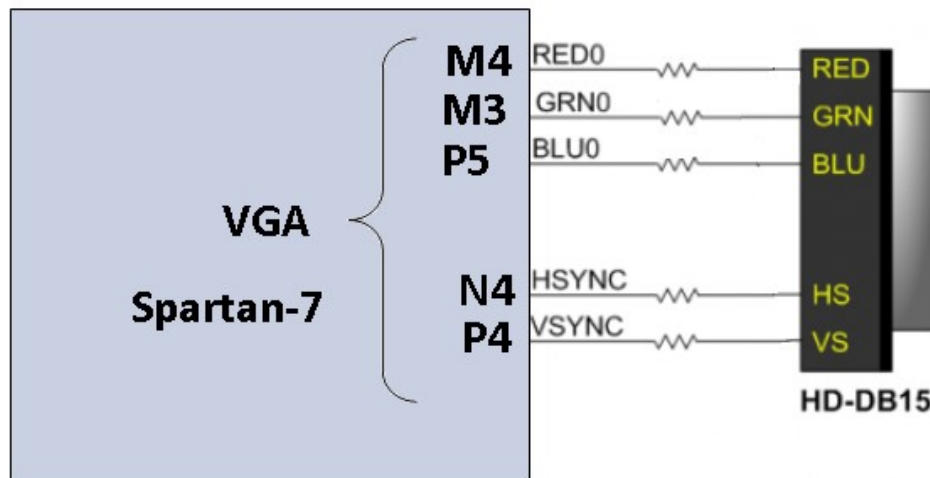 M4 RED0 RED
M3 GRN0 GRN
P5 BLU0 BLU
VGA
N4 HSYNC HS
Spartan-7
P4 VSYNC VS
HD-DB15